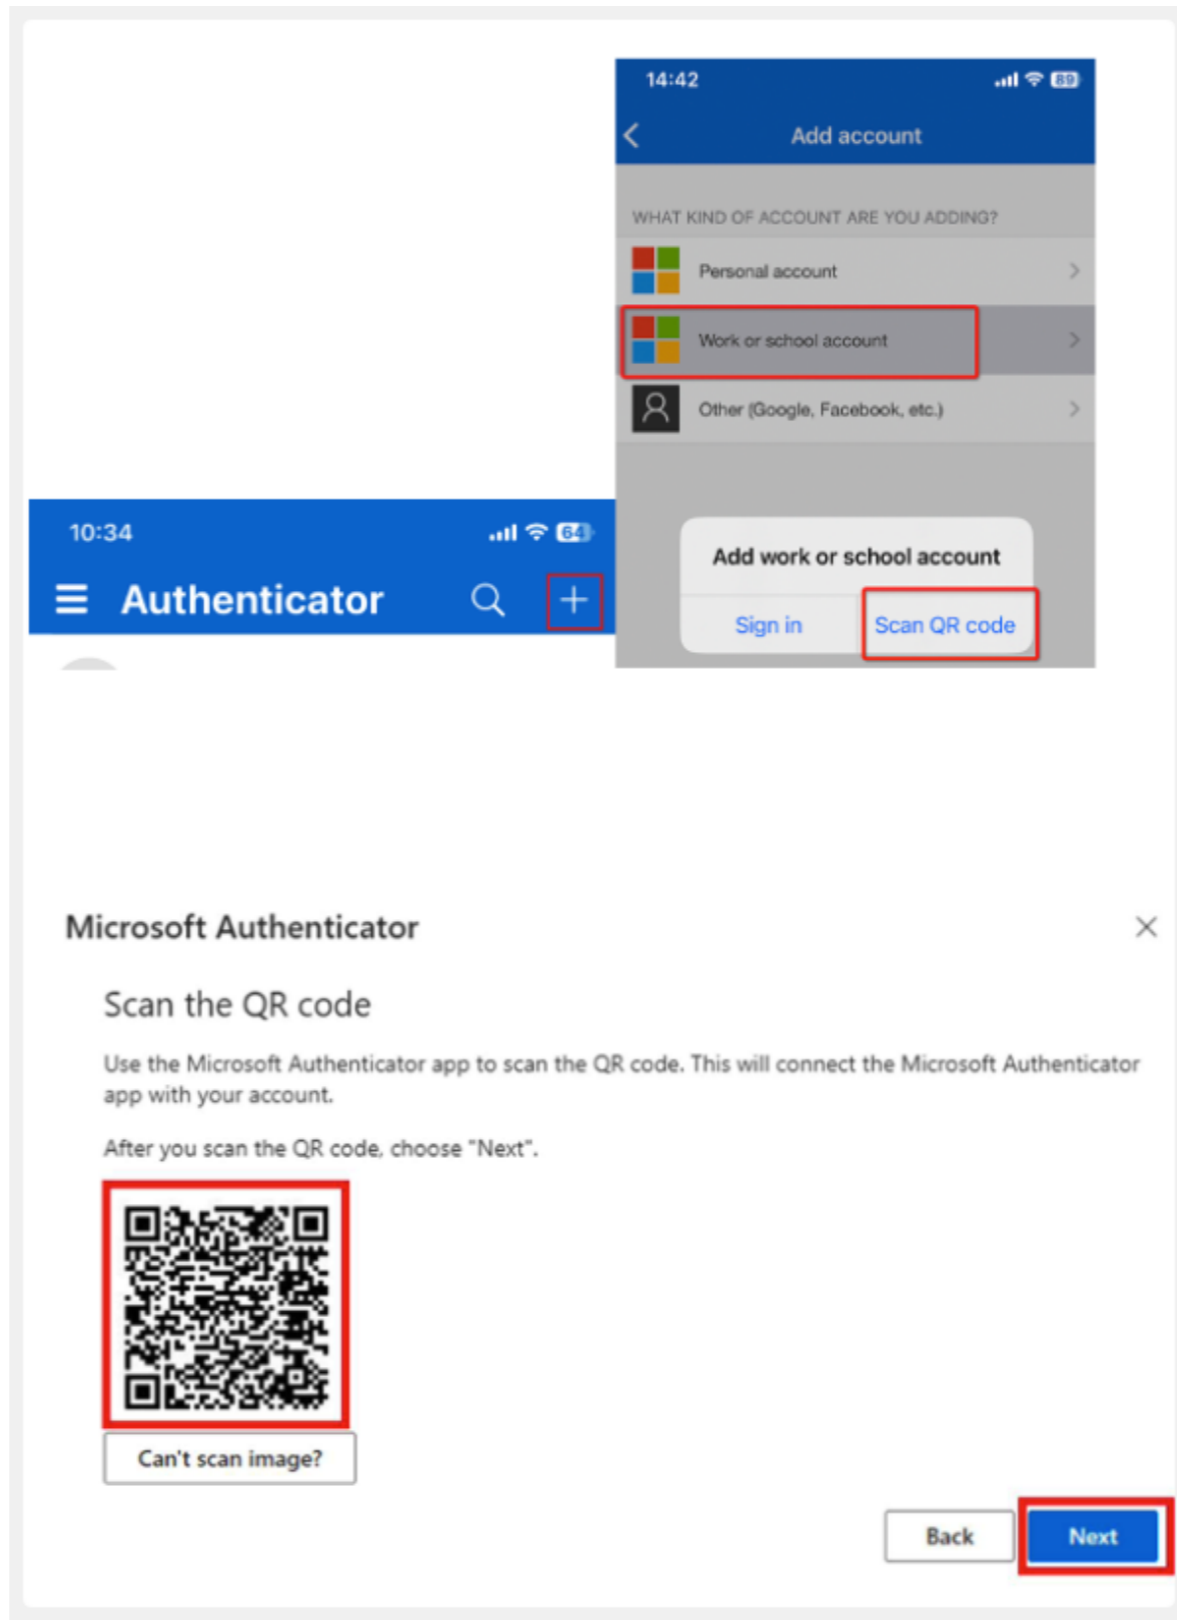 14:42
89
Add account
WHAT KIND OF ACCOUNT ARE YOU ADDING?
Personal account
Work or school account
Other (Google, Facebook, etc.)
10:34
64
Authenticator
Add work or school account
Sign in
Scan QR code
Microsoft Authenticator
Scan the QR code
Use the Microsoft Authenticator app to scan the QR code. This will connect the Microsoft Authenticator
app with your account.
After you scan the QR code, choose "Next".
Can't scan image?
Back
Next